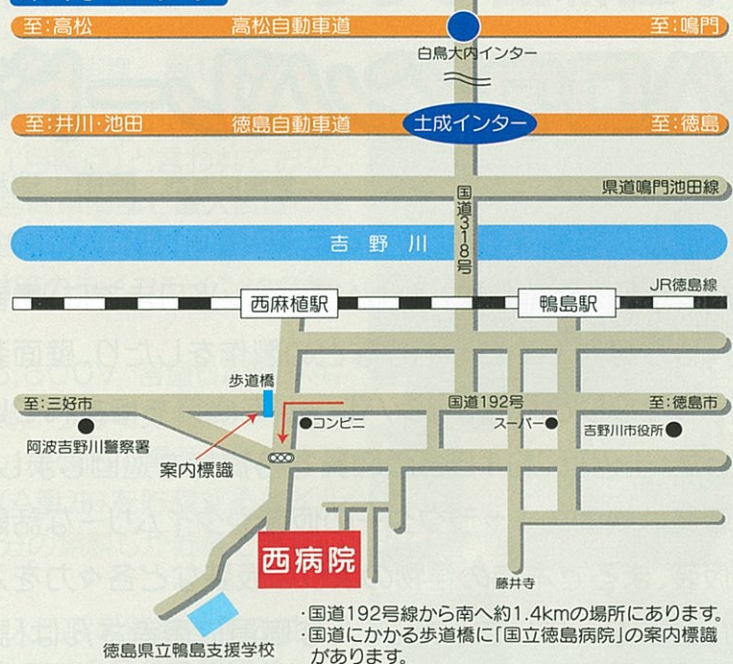 至:高松 高松自動車道 至:鳴門
白鳥大内インター
至:井川・池田 徳島自動車道 土成インター 至:徳島
県道鳴門池田線
国道318号
吉野川
JR徳島線
西麻植駅 鴨島駅
歩道橋
至:三好市 国道192号 至:徳島市
コンビニ スーパー 吉野川市役所
阿波吉野川警察署
案内標識
西病院
藤井寺
・国道192号線から南へ約1.4kmの場所にあります。
・国道にかかる歩道橋に「国立徳島病院」の案内標識
があります。
徳島県立鴨島支援学校